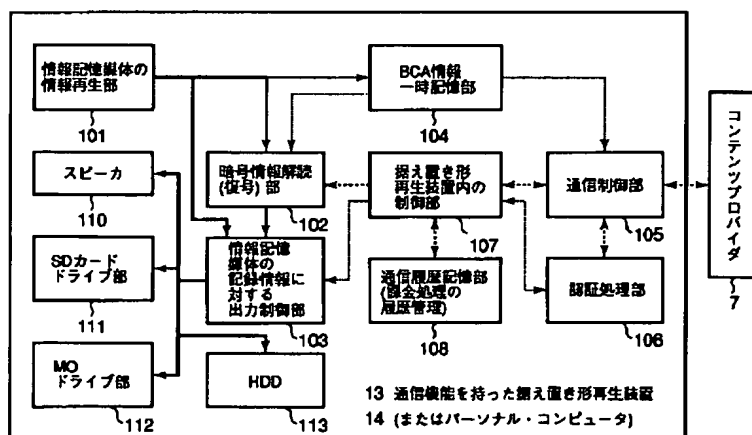 情報記憶媒体の
情報再生部
101
BCA情報
一時記憶部
104
コンテンツプロバイダ
7
スピーカ
110
暗号情報解読
(復号)部
102
据え置き形
再生装置内の
制御部
107
通信制御部
105
SDカード
ドライブ部
111
情報記憶
媒体の
記録情報に
対する
出力制御部
103
通信履歴記憶部
(課金処理の
履歴管理)
108
認証処理部
106
MO
ドライブ部
112
HDD
113
13 通信機能を持った据え置き形再生装置
14 (またはパーソナル・コンピュータ)